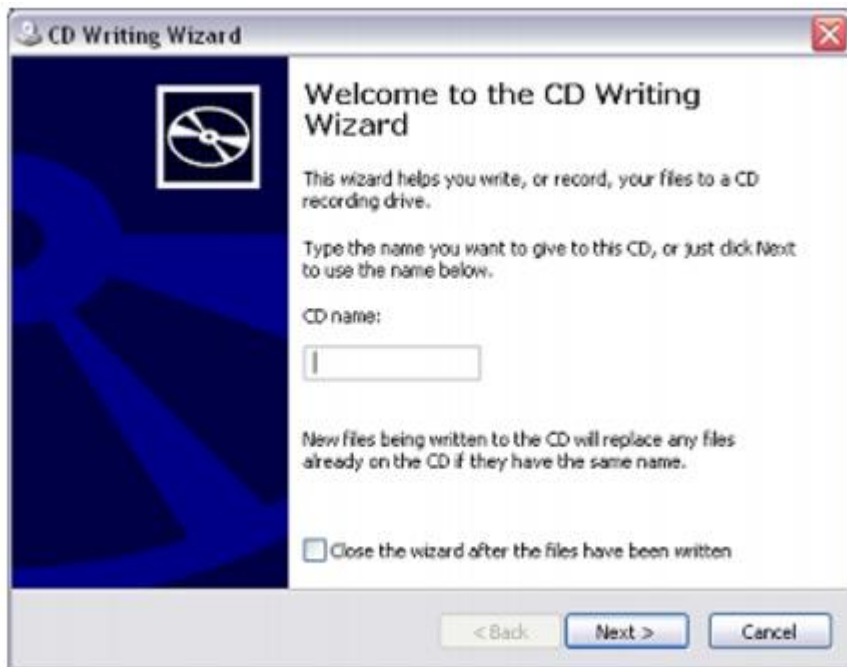 CD Writing Wizard
Welcome to the CD Writing
Wizard
This wizard helps you write, or record, your files to a CD
recording drive.
Type the name you want to give to this CD, or just click Next
to use the name below.
CD name:
New files being written to the CD will replace any files
already on the CD if they have the same name.
Close the wizard after the files have been written
< Back
Next >
Cancel